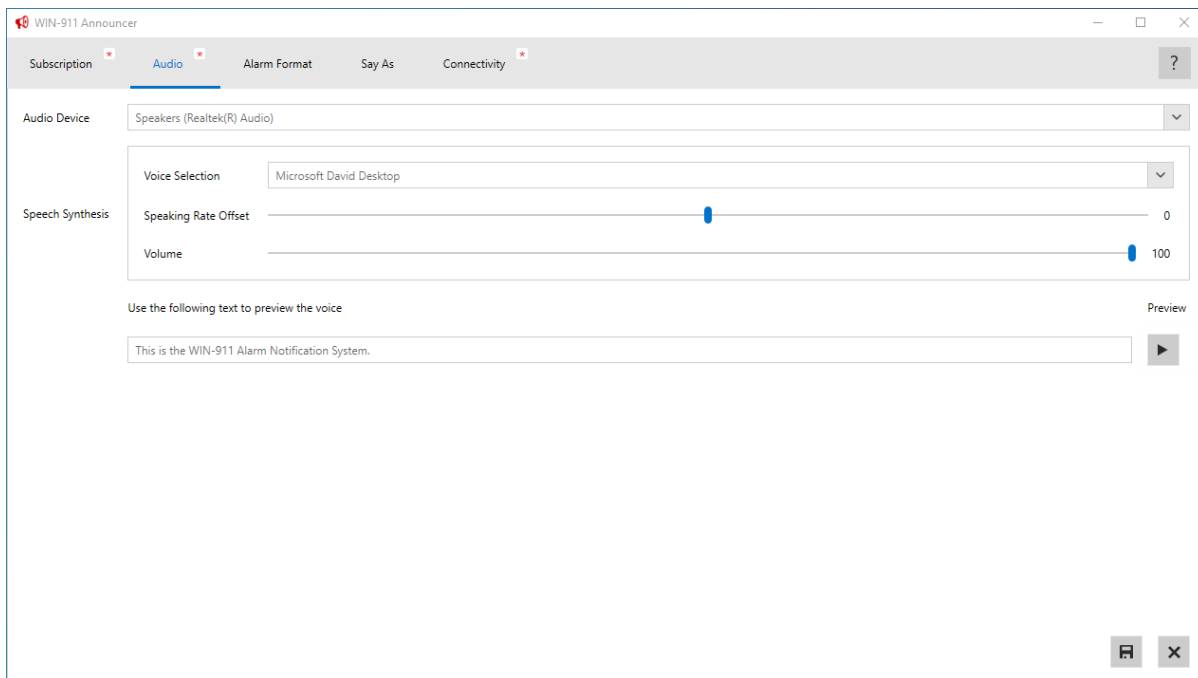 WIN-911 Announcer
Subscription * Audio * Alarm Format Say As Connectivity * ?
Audio Device Speakers (Realtek(R) Audio)
Voice Selection Microsoft David Desktop
Speech Synthesis Speaking Rate Offset 0
Volume 100
Use the following text to preview the voice Preview
This is the WIN-911 Alarm Notification System.